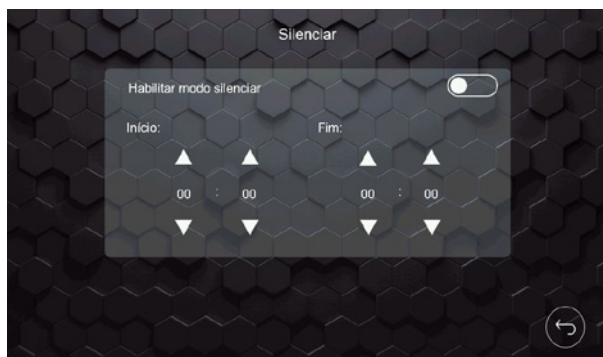 Silenciar
Habilitar modo silenciar
Início: Fim:
00 : 00 00 : 00